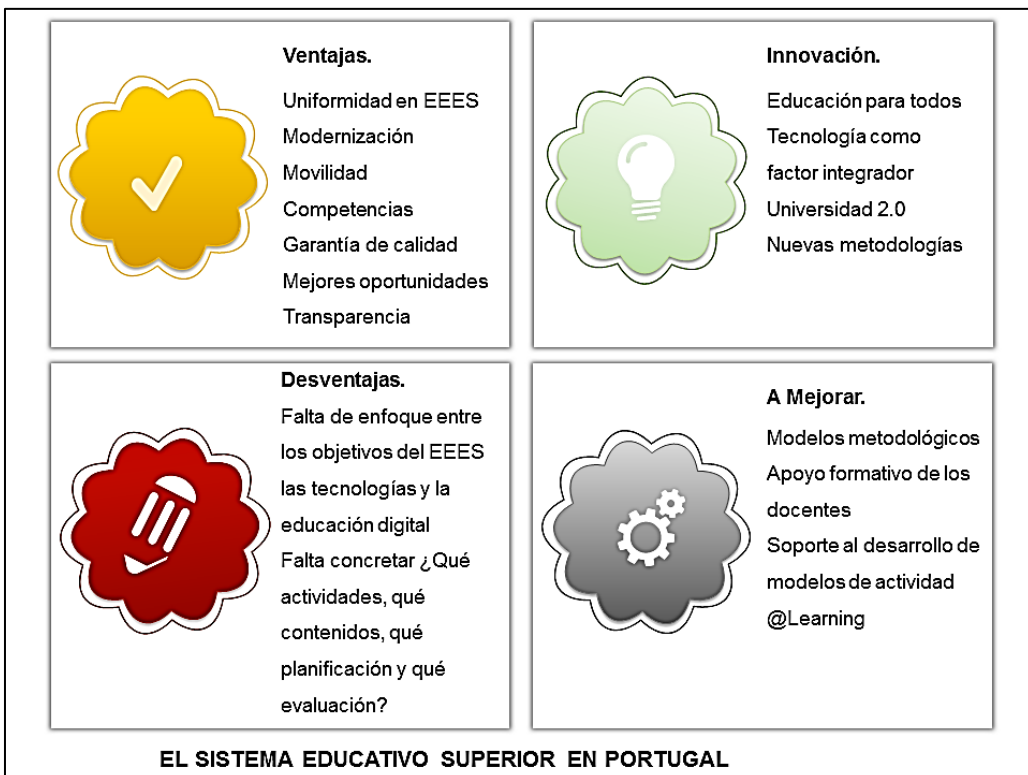 Ventajas.
Uniformidad en EEES
Modernización
Movilidad
Competencias
Garantía de calidad
Mejores oportunidades
Transparencia
Innovación.
Educación para todos
Tecnología como
factor integrador
Universidad 2.0
Nuevas metodologías
Desventajas.
Falta de enfoque entre
los objetivos del EEES
las tecnologías y la
educación digital
Falta concretar ¿Qué
actividades, qué
contenidos, qué
planificación y qué
evaluación?
A Mejorar.
Modelos metodológicos
Apoyo formativo de los
docentes
Soporte al desarrollo de
modelos de actividad
@Learning
EL SISTEMA EDUCATIVO SUPERIOR EN PORTUGAL